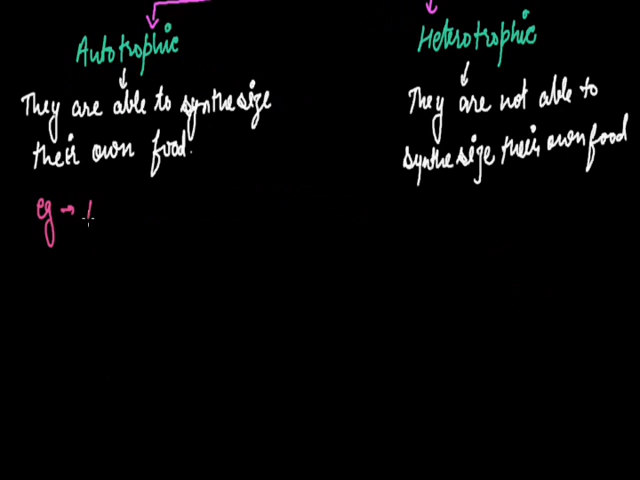 Autotrophic
They are able to synthesize
their own food.
eg →
Heterotrophic
They are not able to
synthesize their own food